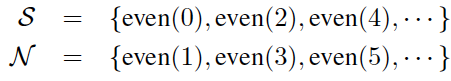 𝒮 = {even(0), even(2), even(4), ⋯}
𝒩 = {even(1), even(3), even(5), ⋯}